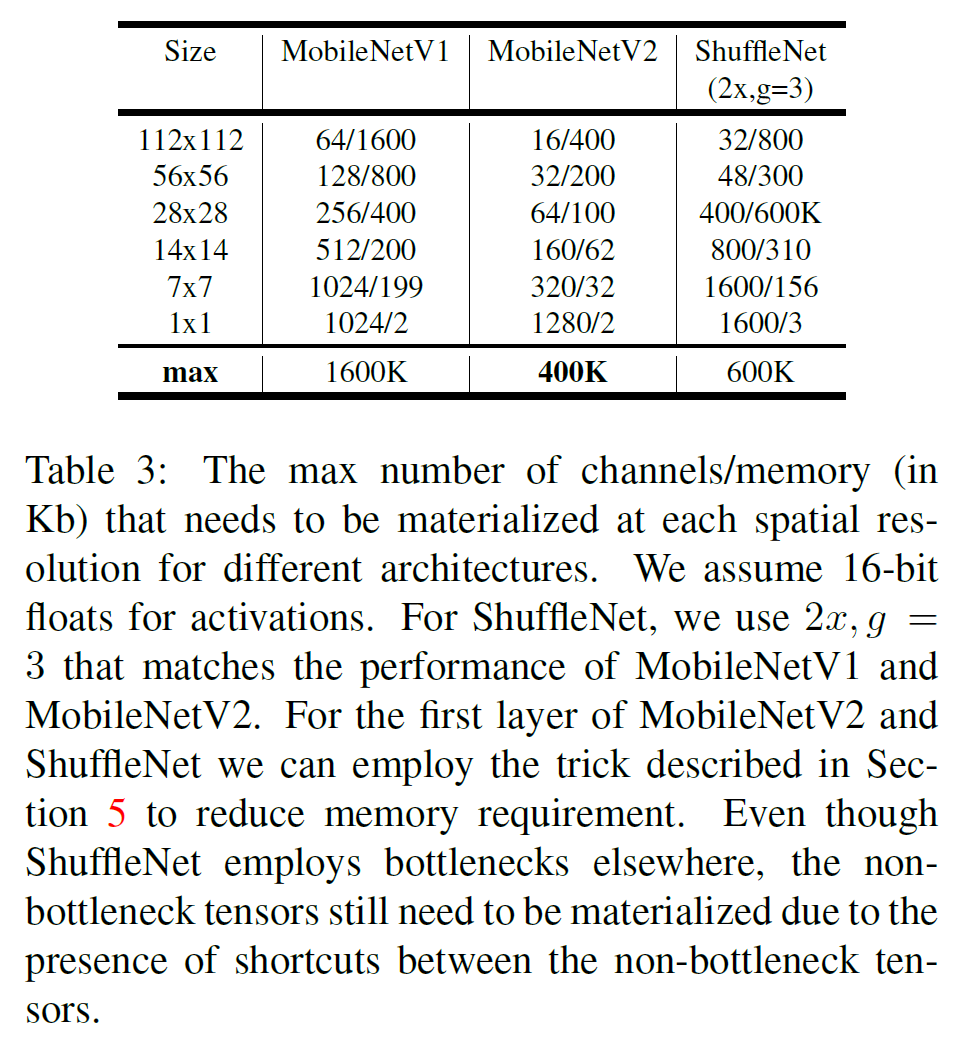 Size MobileNetV1 MobileNetV2 ShuffleNet
(2x,g=3)
112x112 64/1600 16/400 32/800
56x56 128/800 32/200 48/300
28x28 256/400 64/100 400/600K
14x14 512/200 160/62 800/310
7x7 1024/199 320/32 1600/156
1x1 1024/2 1280/2 1600/3
max 1600K 400K 600K
Table 3: The max number of channels/memory (in
Kb) that needs to be materialized at each spatial res-
olution for different architectures. We assume 16-bit
floats for activations. For ShuffleNet, we use 2x, g =
3 that matches the performance of MobileNetV1 and
MobileNetV2. For the first layer of MobileNetV2 and
ShuffleNet we can employ the trick described in Sec-
tion 5 to reduce memory requirement. Even though
ShuffleNet employs bottlenecks elsewhere, the non-
bottleneck tensors still need to be materialized due to the
presence of shortcuts between the non-bottleneck ten-
sors.